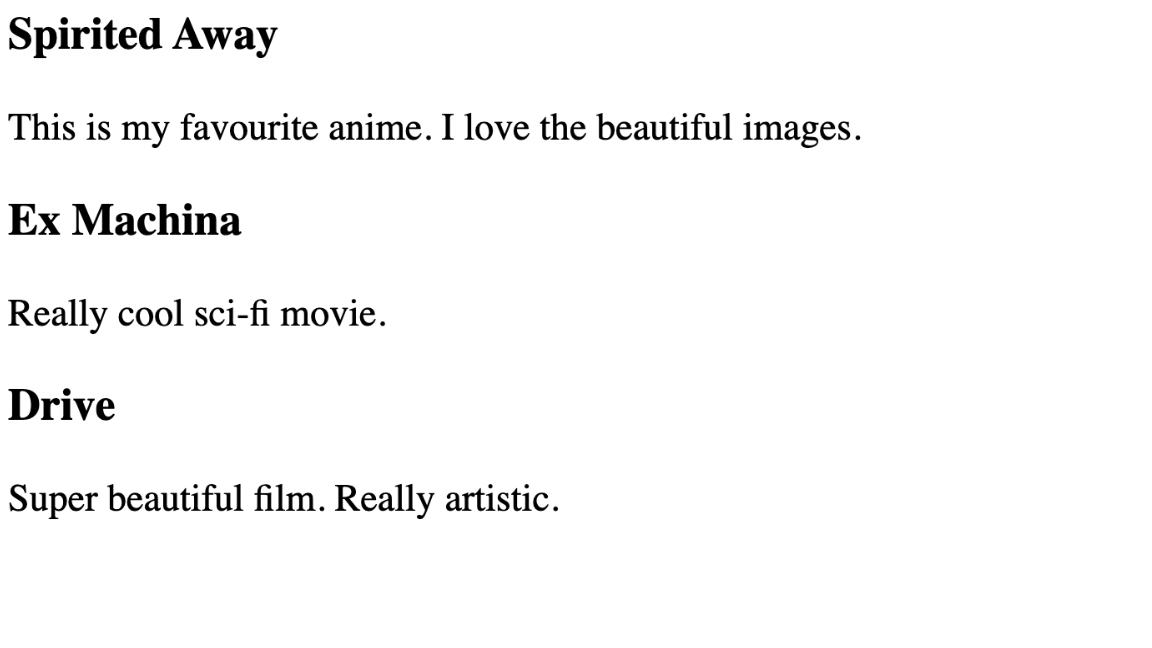 Spirited Away
This is my favourite anime. I love the beautiful images.
Ex Machina
Really cool sci-fi movie.
Drive
Super beautiful film. Really artistic.